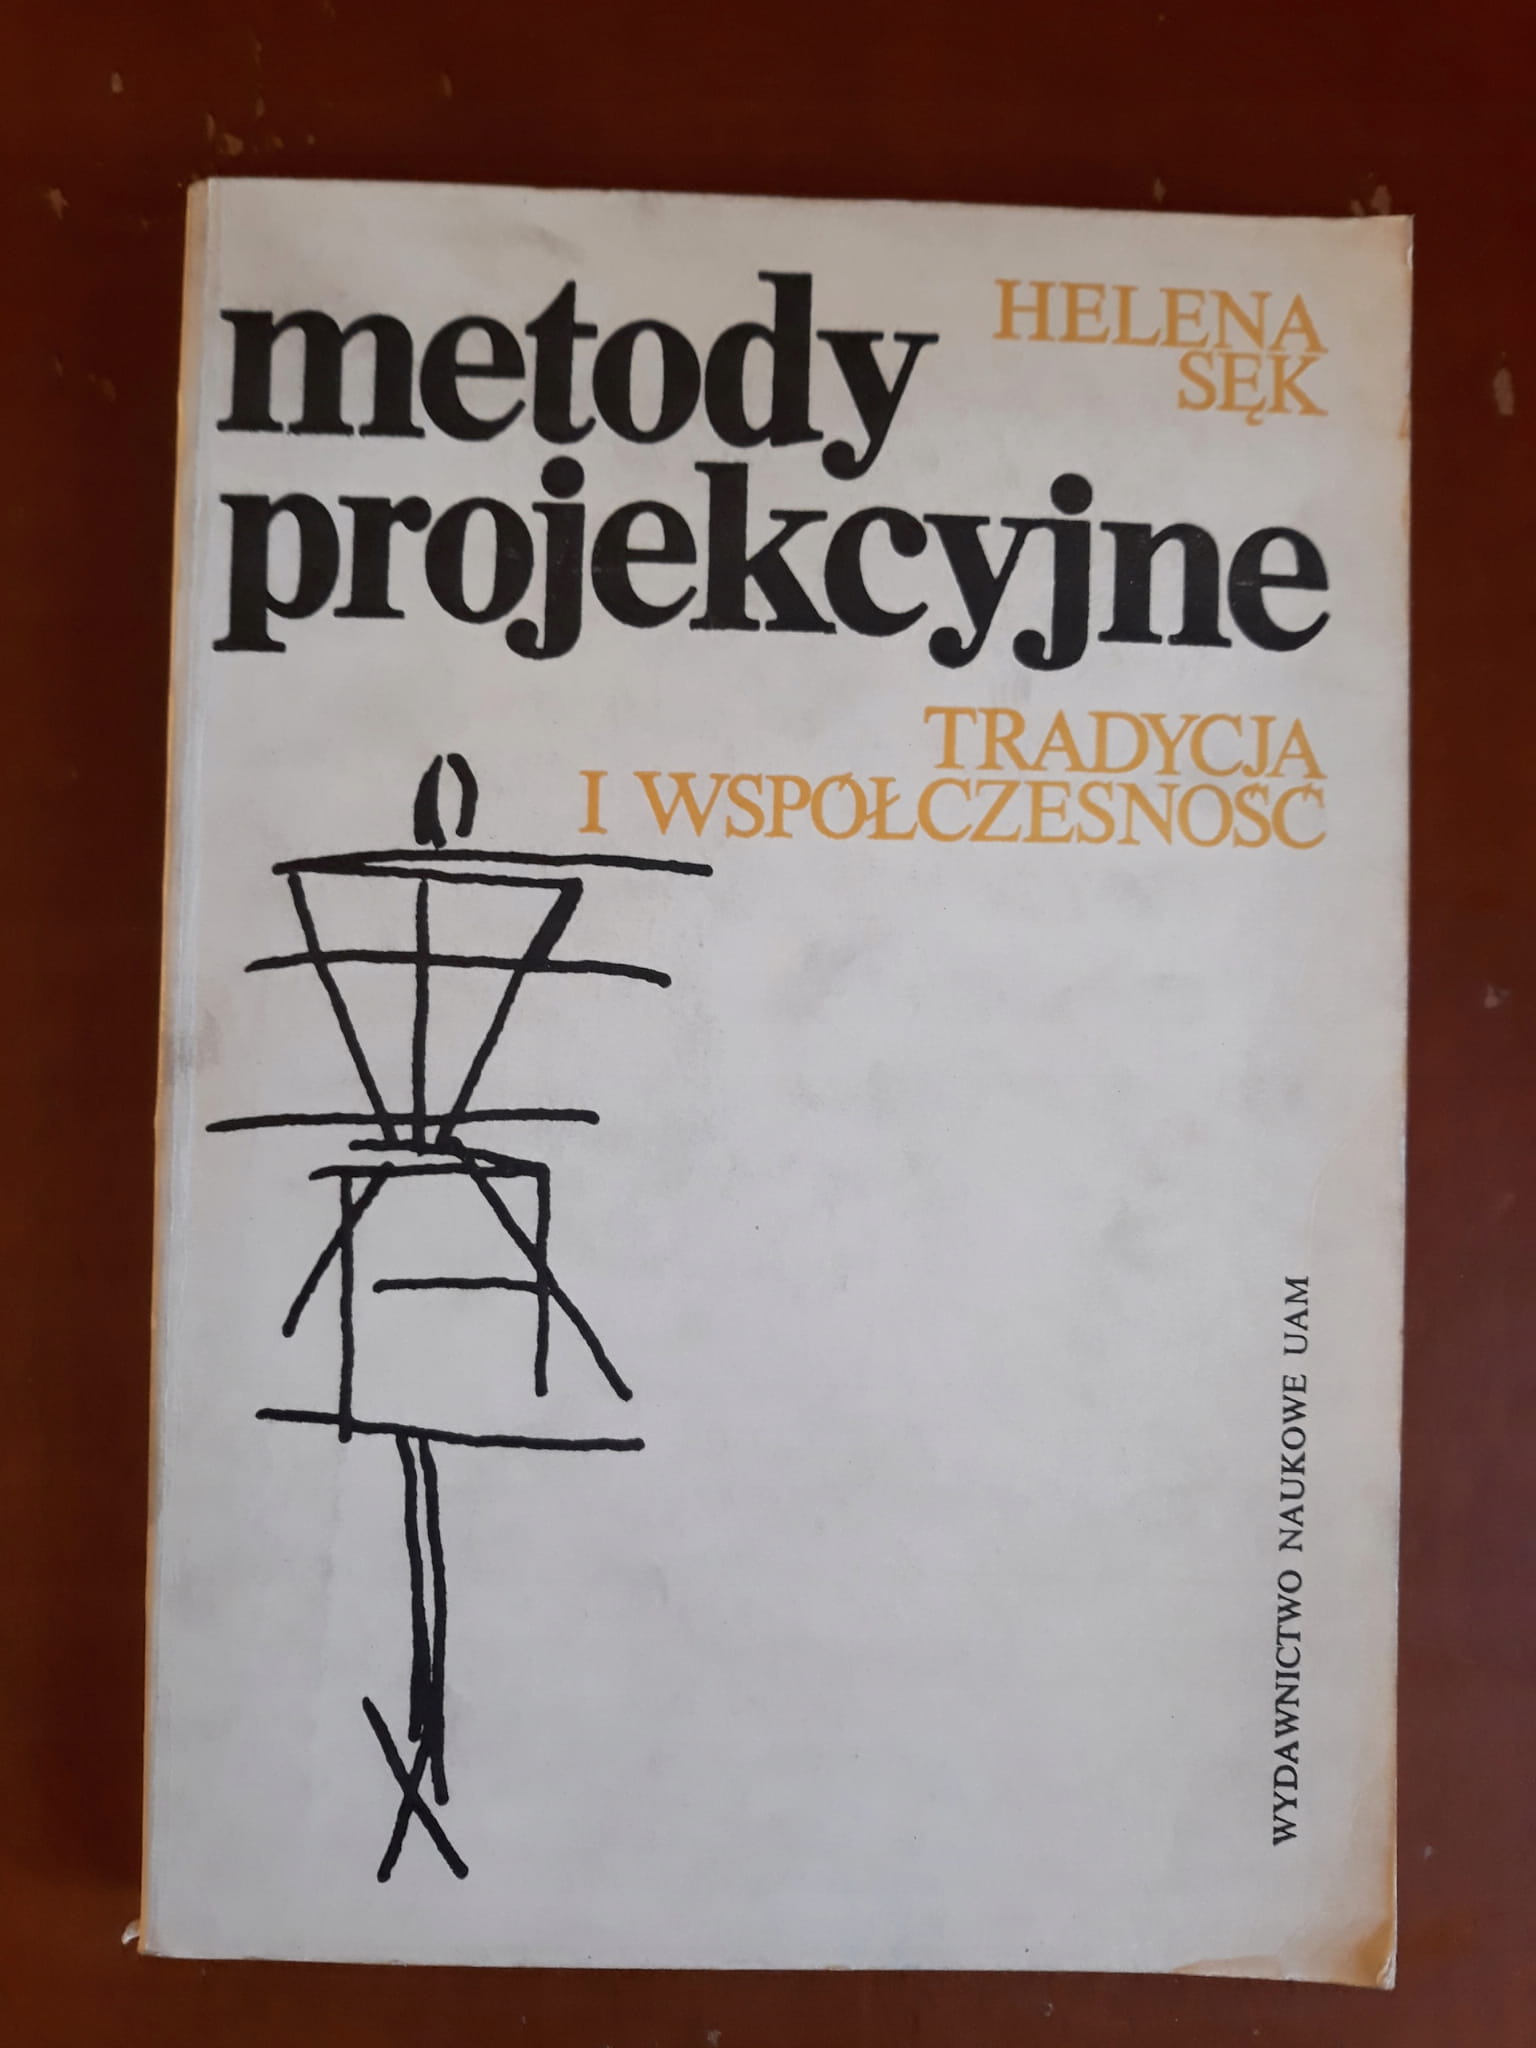 metody
HELENA
SĘK
projekcyjne
TRADYCJA
I WSPÓŁCZESNOŚĆ
WYDAWNICTWO NAUKOWE UAM